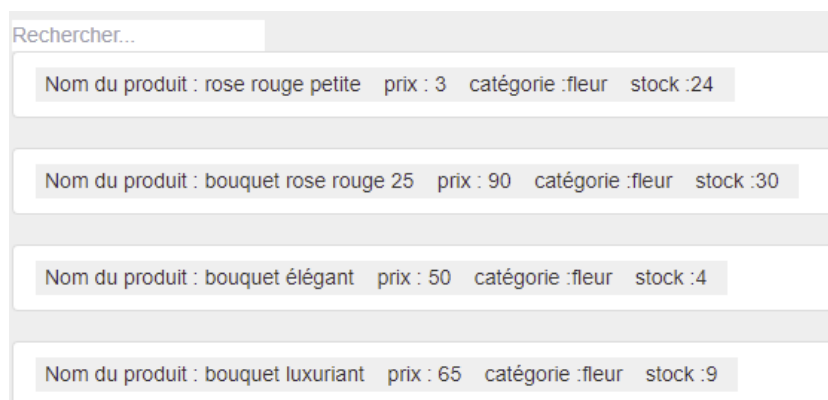 Rechercher...
Nom du produit : rose rouge petite prix : 3 catégorie :fleur stock :24
Nom du produit : bouquet rose rouge 25 prix : 90 catégorie :fleur stock :30
Nom du produit : bouquet élégant prix : 50 catégorie :fleur stock :4
Nom du produit : bouquet luxuriant prix : 65 catégorie :fleur stock :9